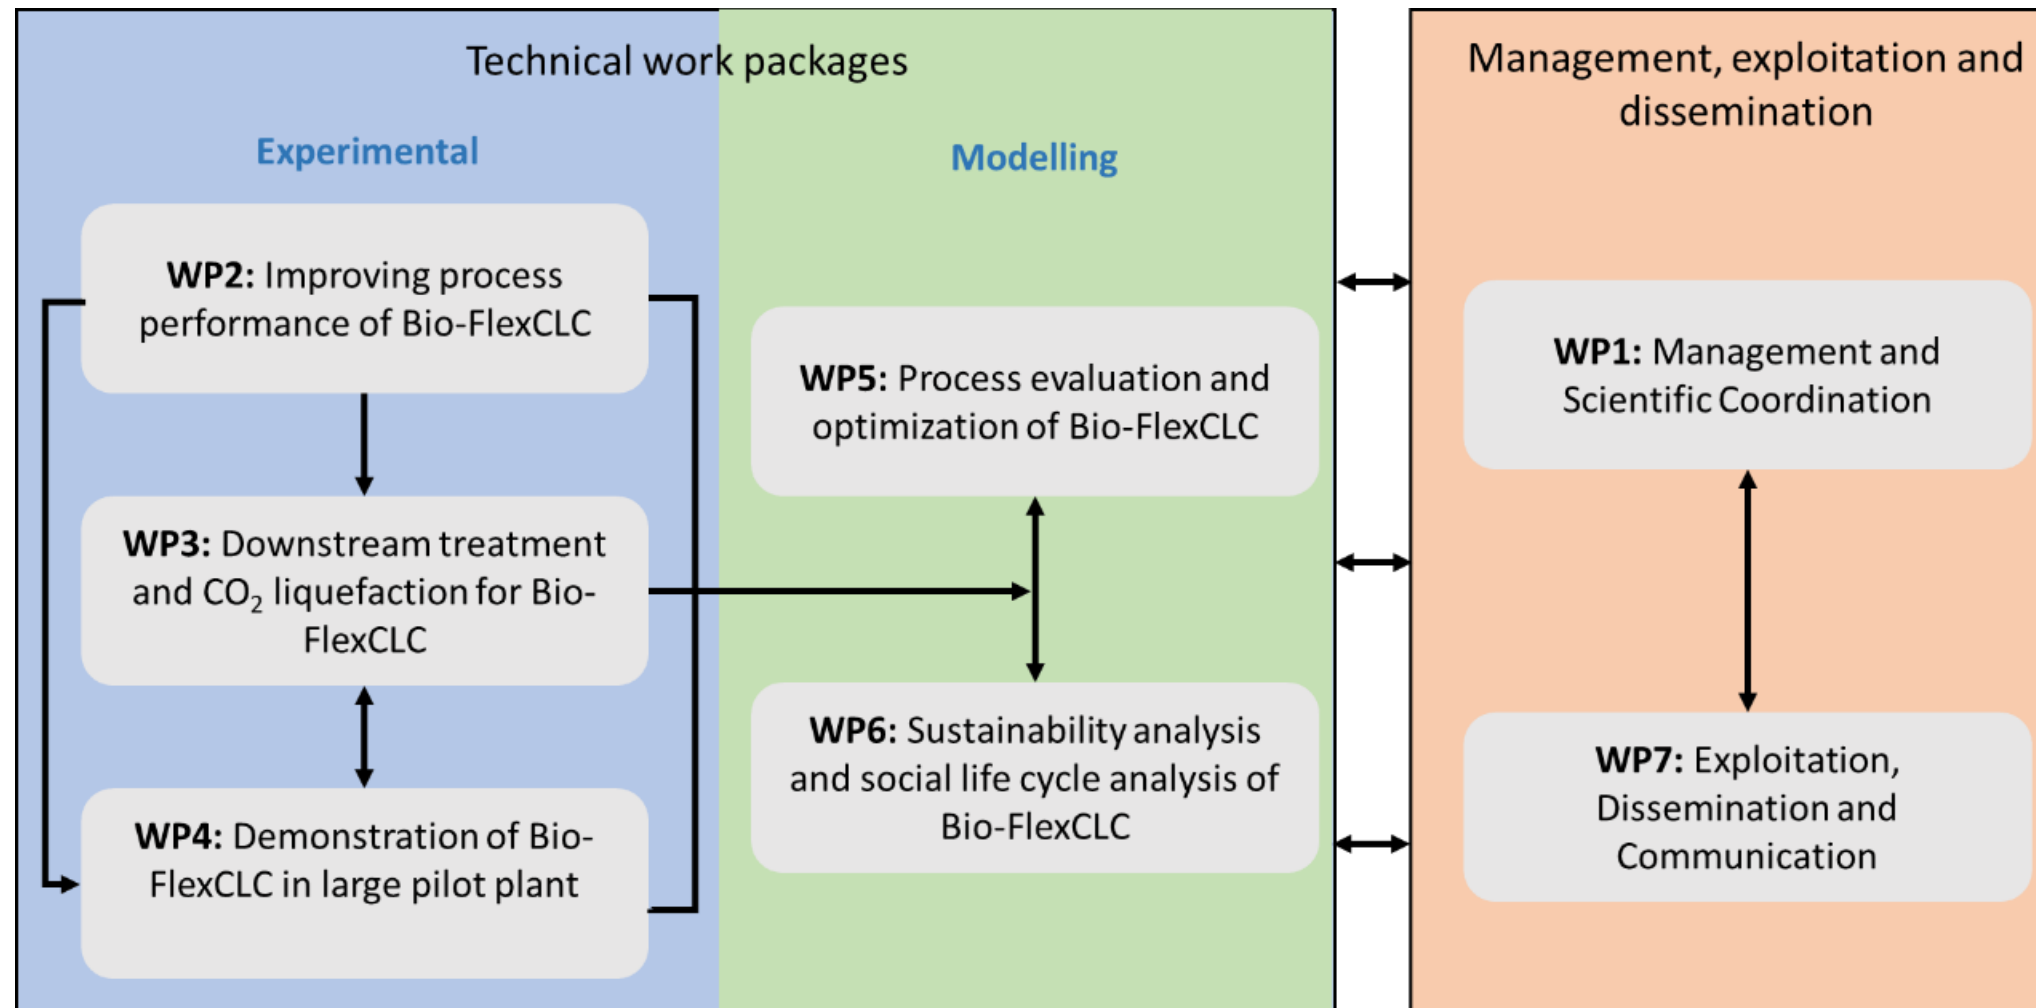 Technical work packages
Experimental
WP2: Improving process
performance of Bio-FlexCLC
WP3: Downstream treatment
and CO₂ liquefaction for Bio-
FlexCLC
WP4: Demonstration of Bio-
FlexCLC in large pilot plant
Modelling
WP5: Process evaluation and
optimization of Bio-FlexCLC
WP6: Sustainability analysis
and social life cycle analysis of
Bio-FlexCLC
Management, exploitation and
dissemination
WP1: Management and
Scientific Coordination
WP7: Exploitation,
Dissemination and
Communication